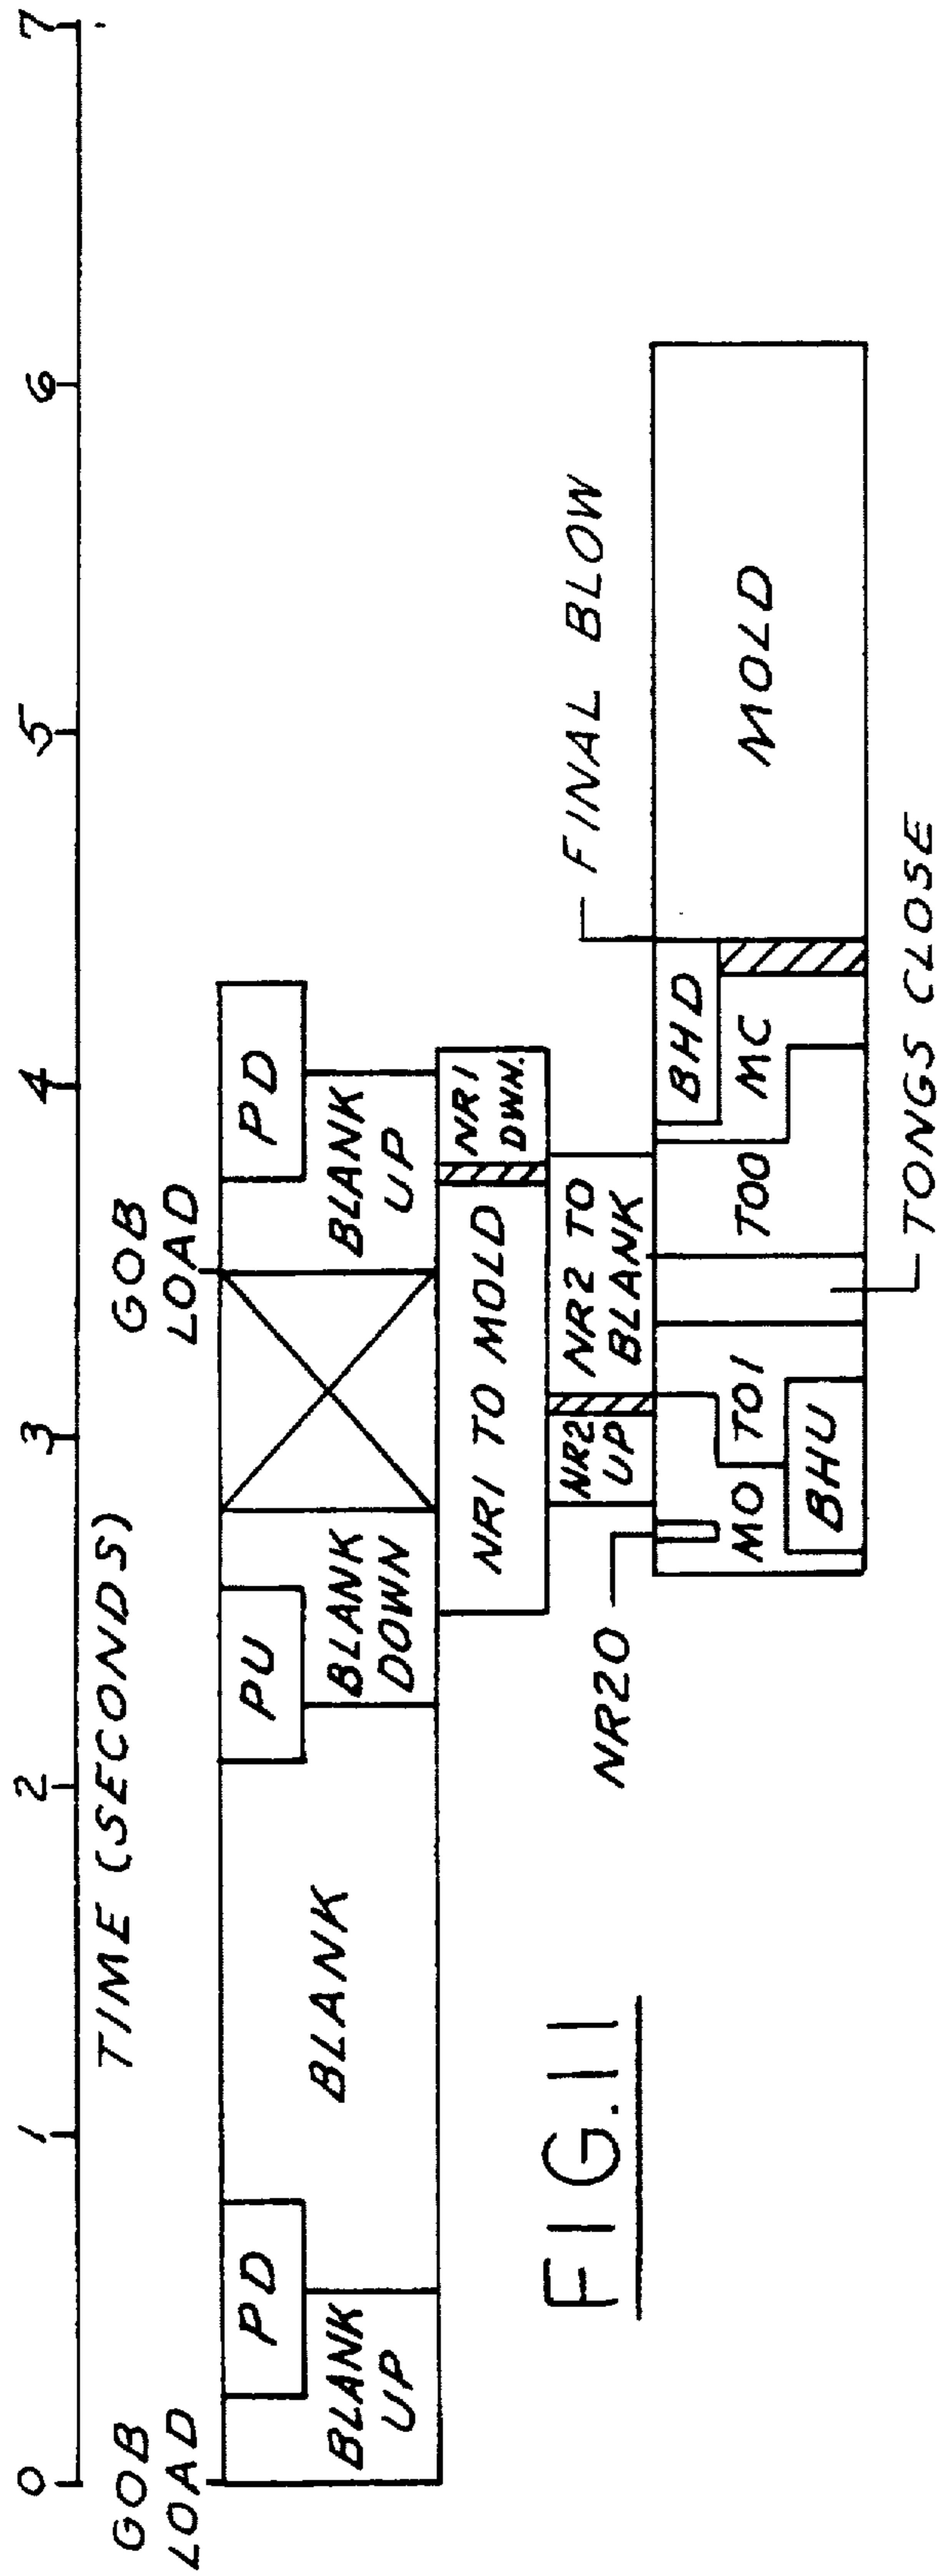 0 1 2 3 4 5 6 7
TIME (SECONDS)
GOB
LOAD
GOB
LOAD
PD
BLANK
UP
BLANK
PU
BLANK
DOWN
PD
BLANK
UP
NR1 TO MOLD
NR1
DWN.
NR2
UP
NR2 TO
BLANK
NR20
FINAL BLOW
MO
TOI
BHU
TOO
MC
BHD
MOLD
TONGS CLOSE
FIG. 11